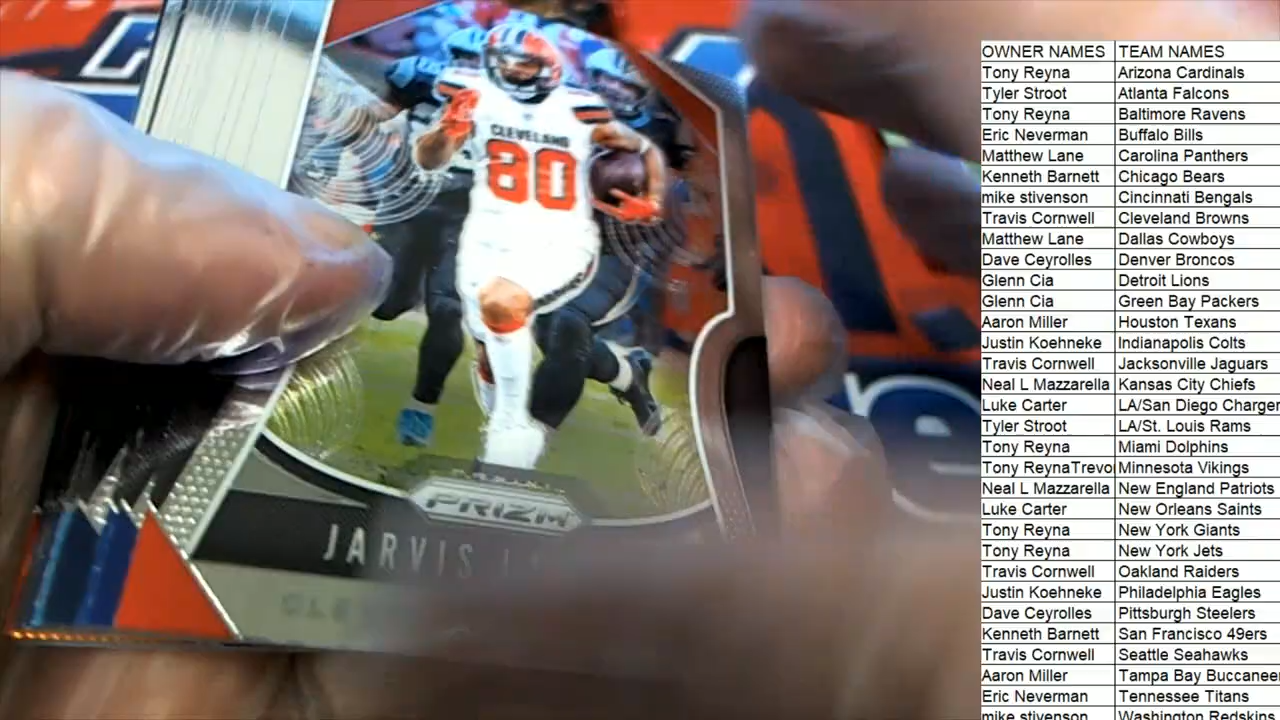 CLEVELAND
80
PRIZM
JARVIS
OWNER NAMES TEAM NAMES
Tony Reyna Arizona Cardinals
Tyler Stroot Atlanta Falcons
Tony Reyna Baltimore Ravens
Eric Neverman Buffalo Bills
Matthew Lane Carolina Panthers
Kenneth Barnett Chicago Bears
mike stivenson Cincinnati Bengals
Travis Cornwell Cleveland Browns
Matthew Lane Dallas Cowboys
Dave Ceyrolles Denver Broncos
Glenn Cia Detroit Lions
Glenn Cia Green Bay Packers
Aaron Miller Houston Texans
Justin Koehneke Indianapolis Colts
Travis Cornwell Jacksonville Jaguars
Neal L Mazzarella Kansas City Chiefs
Luke Carter LA/San Diego Charger
Tyler Stroot LA/St. Louis Rams
Tony Reyna Miami Dolphins
Tony ReynaTrevo Minnesota Vikings
Neal L Mazzarella New England Patriots
Luke Carter New Orleans Saints
Tony Reyna New York Giants
Tony Reyna New York Jets
Travis Cornwell Oakland Raiders
Justin Koehneke Philadelphia Eagles
Dave Ceyrolles Pittsburgh Steelers
Kenneth Barnett San Francisco 49ers
Travis Cornwell Seattle Seahawks
Aaron Miller Tampa Bay Buccanee
Eric Neverman Tennessee Titans
mike stivenson Washington Redskins